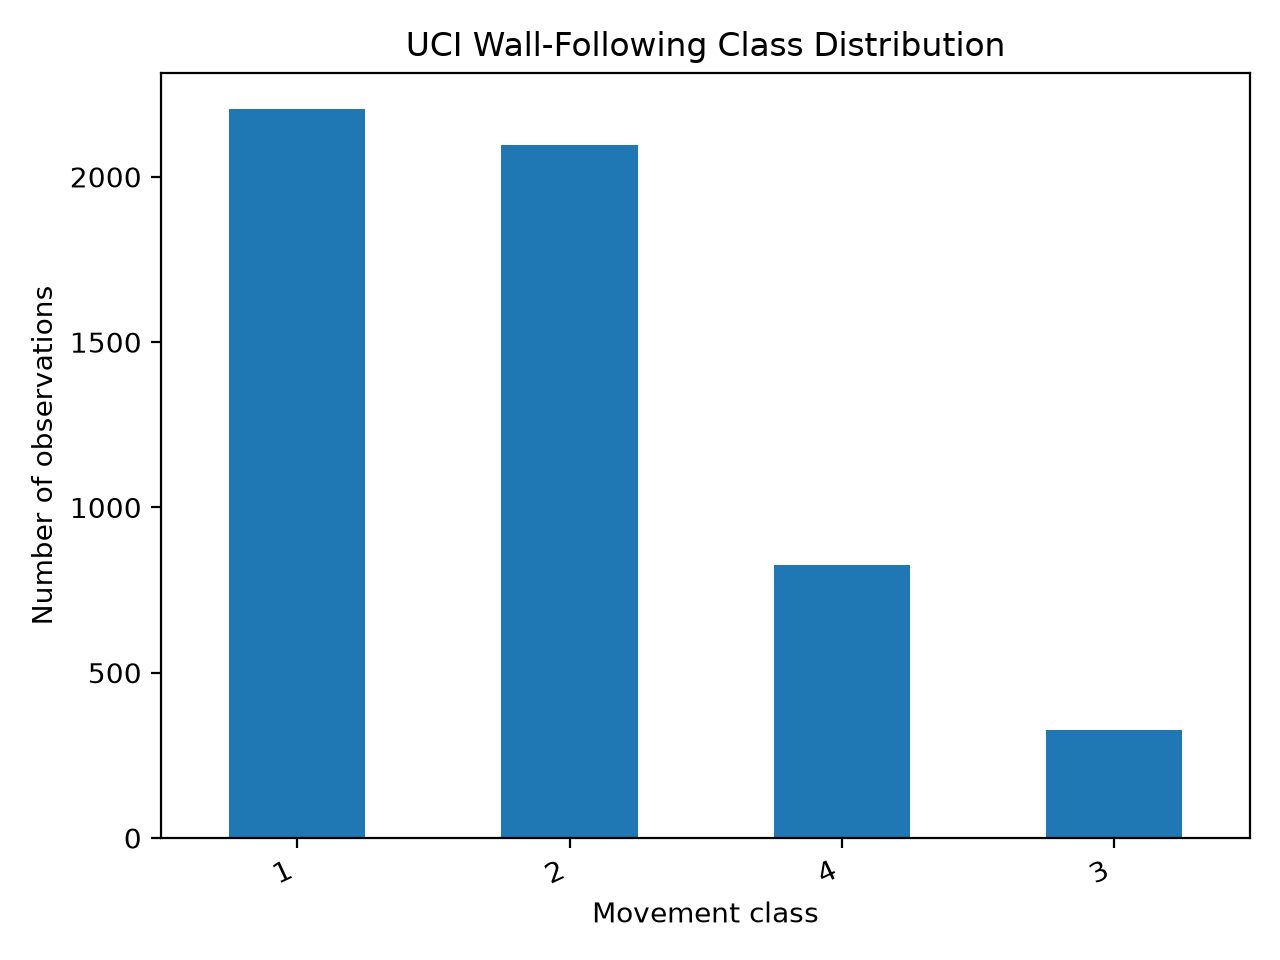 UCI Wall-Following Class Distribution
Number of observations
2000
1500
1000
500
0
1 2 4 3
Movement class